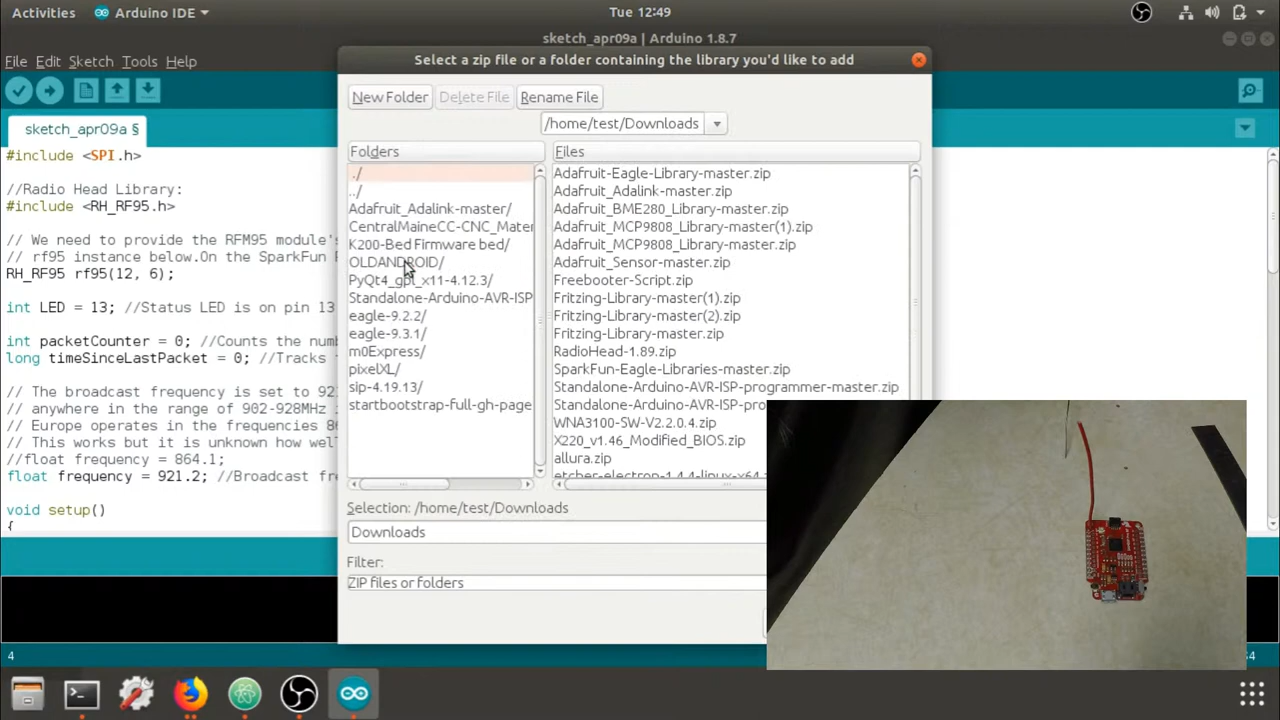 Activities
Arduino IDE
Tue 12:49
sketch_apr09a | Arduino 1.8.7
File Edit Sketch Tools Help
sketch_apr09a §
#include <SPI.h>
//Radio Head Library:
#include <RH_RF95.h>
// We need to provide the RFM95 module's
// rf95 instance below.On the SparkFun
RH_RF95 rf95(12, 6);
int LED = 13; //Status LED is on pin 13
int packetCounter = 0; //Counts the
long timeSinceLastPacket = 0; //Tracks
// The broadcast frequency is set to
// anywhere in the range of 902-928MHz
// Europe operates in the frequencies
// This works but it is unknown how
//float frequency = 864.1;
float frequency = 921.2; //Broadcast
void setup()
{
4
Select a zip file or a folder containing the library you'd like to add
New Folder
Delete File
Rename File
/home/test/Downloads
Folders
./
../
Adafruit_Adalink-master/
CentralMaineCC-CNC_Mater
K200-Bed Firmware bed/
OLDANDROID/
PyQt4_gpl_x11-4.12.3/
Standalone-Arduino-AVR-ISP
eagle-9.2.2/
eagle-9.3.1/
m0Express/
pixelXL/
sip-4.19.13/
startbootstrap-full-gh-page
Files
Adafruit-Eagle-Library-master.zip
Adafruit_Adalink-master.zip
Adafruit_BME280_Library-master.zip
Adafruit_MCP9808_Library-master(1).zip
Adafruit_MCP9808_Library-master.zip
Adafruit_Sensor-master.zip
Freebooter-Script.zip
Fritzing-Library-master(1).zip
Fritzing-Library-master(2).zip
Fritzing-Library-master.zip
RadioHead-1.89.zip
SparkFun-Eagle-Libraries-master.zip
Standalone-Arduino-AVR-ISP-programmer-master.zip
Standalone-Arduino-AVR-ISP-
WNA3100-SW-V2.2.0.4.zip
X220_v1.46_Modified_BIOS.zip
allura.zip
etcher-electron-1.4.4-linux-x64.zip
Selection: /home/test/Downloads
Downloads
Filter:
ZIP files or folders